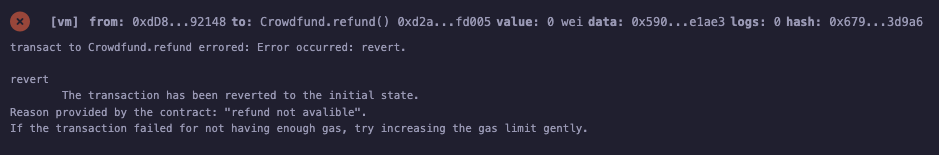 [vm] from: 0xdD8...92148 to: Crowdfund.refund() 0xd2a...fd005 value: 0 wei data: 0x590...e1ae3 logs: 0 hash: 0x679...3d9a6
transact to Crowdfund.refund errored: Error occurred: revert.
revert
The transaction has been reverted to the initial state.
Reason provided by the contract: "refund not avalible".
If the transaction failed for not having enough gas, try increasing the gas limit gently.